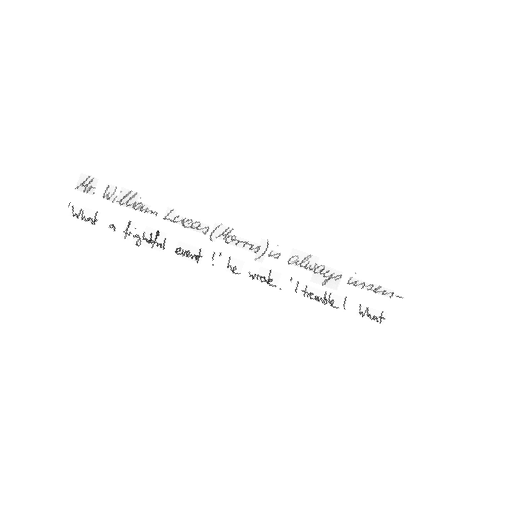 Mr. William Lucas (Morris) is always insen-
'What a frightful event!' he wrote. 'I tremble! What